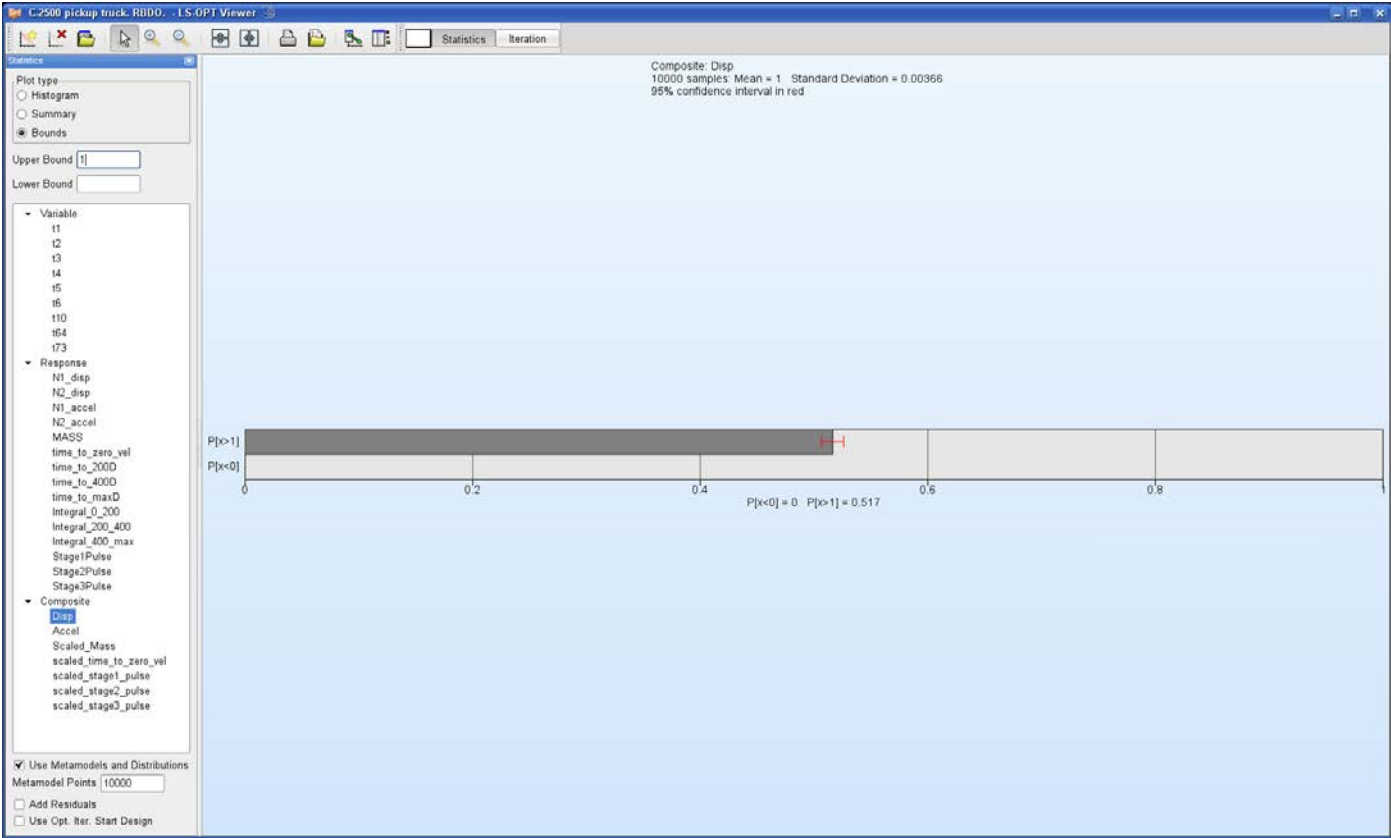 C2500 pickup truck. RBDO. - LS-OPT Viewer
Statistics Iteration
Statistics
Plot type
Histogram
Summary
Bounds
Upper Bound 1
Lower Bound
Variable
t1
t2
t3
t4
t5
t6
t10
t64
t73
Response
N1_disp
N2_disp
N1_accel
N2_accel
MASS
time_to_zero_vel
time_to_200D
time_to_400D
time_to_maxD
Integral_0_200
Integral_200_400
Integral_400_max
Stage1Pulse
Stage2Pulse
Stage3Pulse
Composite
Disp
Accel
Scaled_Mass
scaled_time_to_zero_vel
scaled_stage1_pulse
scaled_stage2_pulse
scaled_stage3_pulse
Use Metamodels and Distributions
Metamodel Points 10000
Add Residuals
Use Opt. Iter. Start Design
Composite: Disp
10000 samples: Mean = 1 Standard Deviation = 0.00366
95% confidence interval in red
P[x>1]
P[x<0]
0 0.2 0.4 0.6 0.8 1
P[x<0] = 0 P[x>1] = 0.517